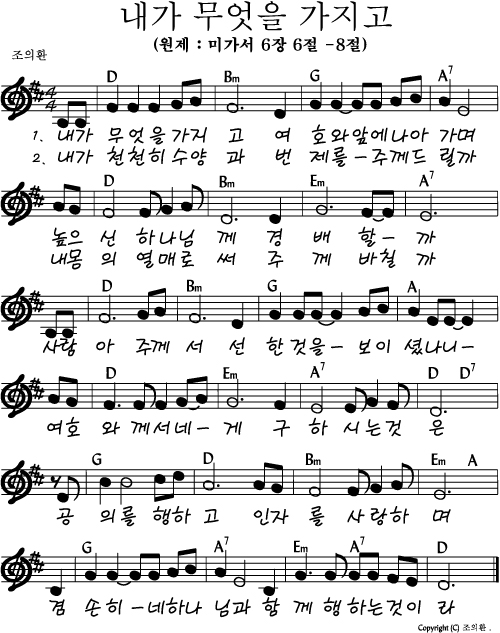 내가 무엇을 가지고
(원제 : 미가서 6장 6절 -8절)
조의환
D Bm G A7
1. 내가 무엇을 가지 고 여 호와앞에나아 가며
2. 내가 천천히 수양 과 번 제를-주께드 릴까
D Bm Em A7
높으 신 하나님 께 경 배 할- 까
내몸 의 열매로 써 주 께 바칠 까
D Bm G A
사람 아 주께 서 선 한것을-보이 셨나니-
D Em A7 D D7
여호 와 께서네- 게 구 하 시는것 은
G D Bm Em A
공 의를 행하 고 인자 를 사랑하 며
G A7 Em A7 D
겸 손히-네하나 님과 함 께 행 하는것이 라
Copyright (C) 조의환 .